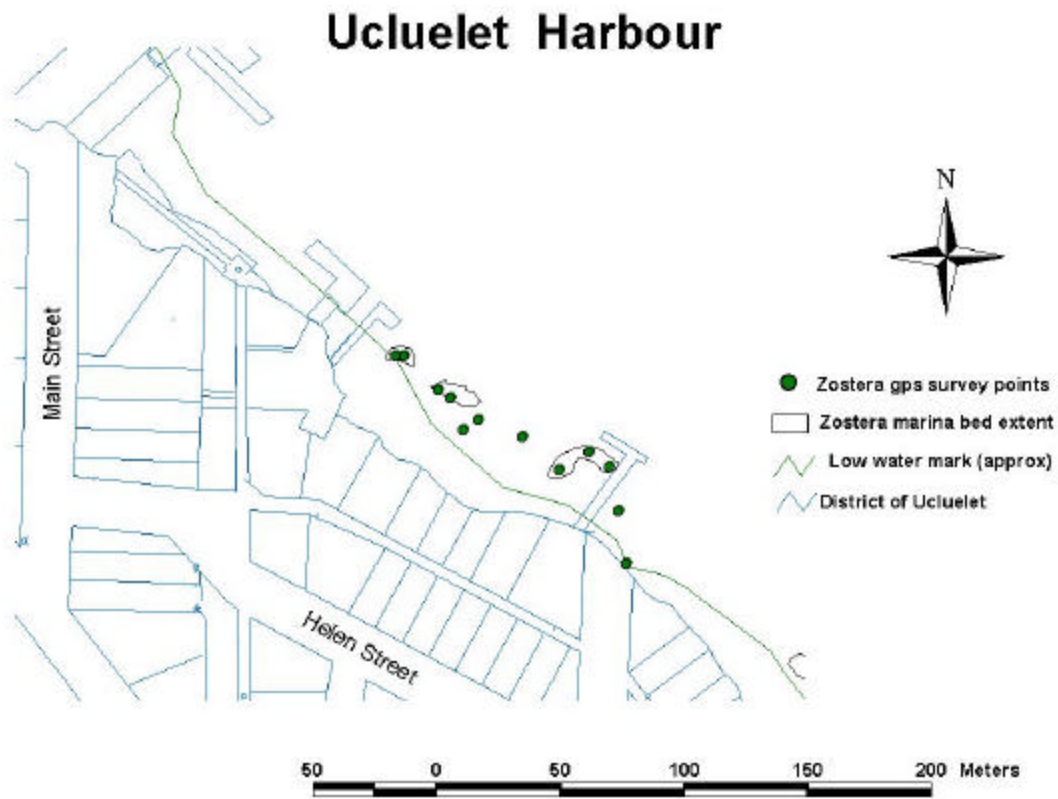 Ucluelet Harbour
N
Main Street
Zostera gps survey points
Zostera marina bed extent
Low water mark (approx)
District of Ucluelet
Helen Street
50 0 50 100 150 200 Meters